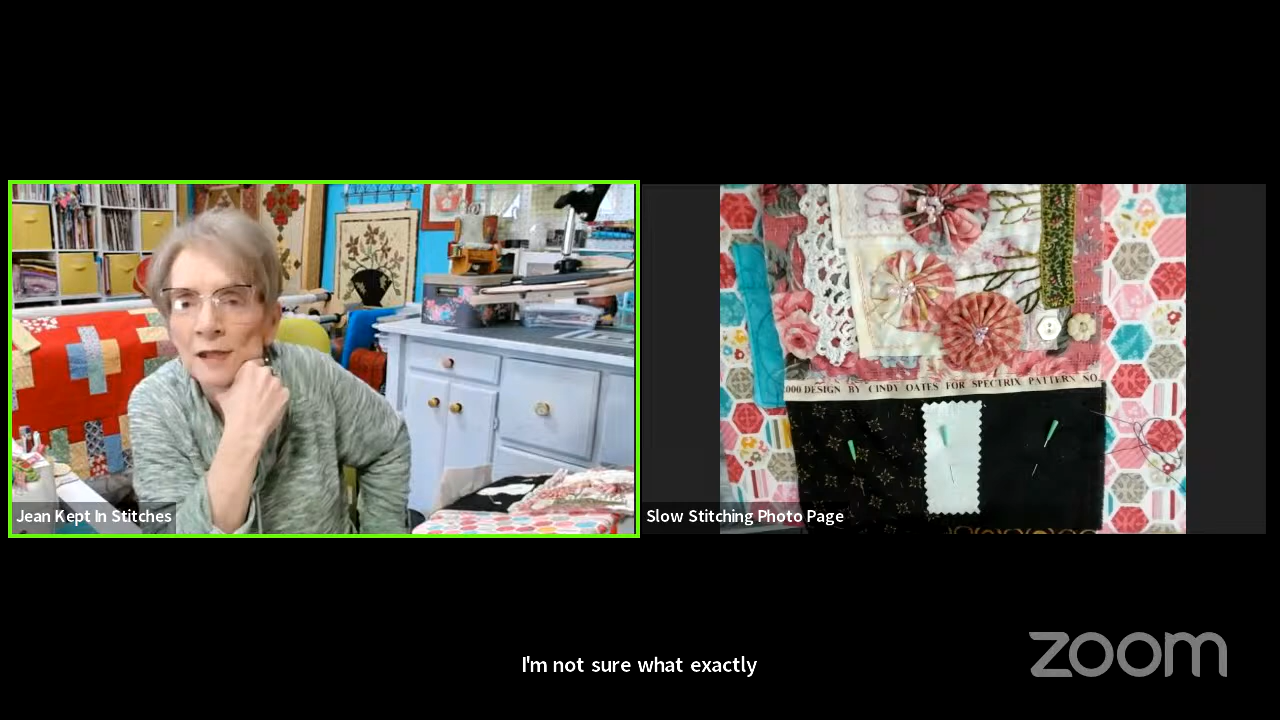 000 DESIGN BY CINDY OATES FOR SPECTRIX PATTERN NO
Jean Kept In Stitches
Slow Stitching Photo Page
I'm not sure what exactly
zoom